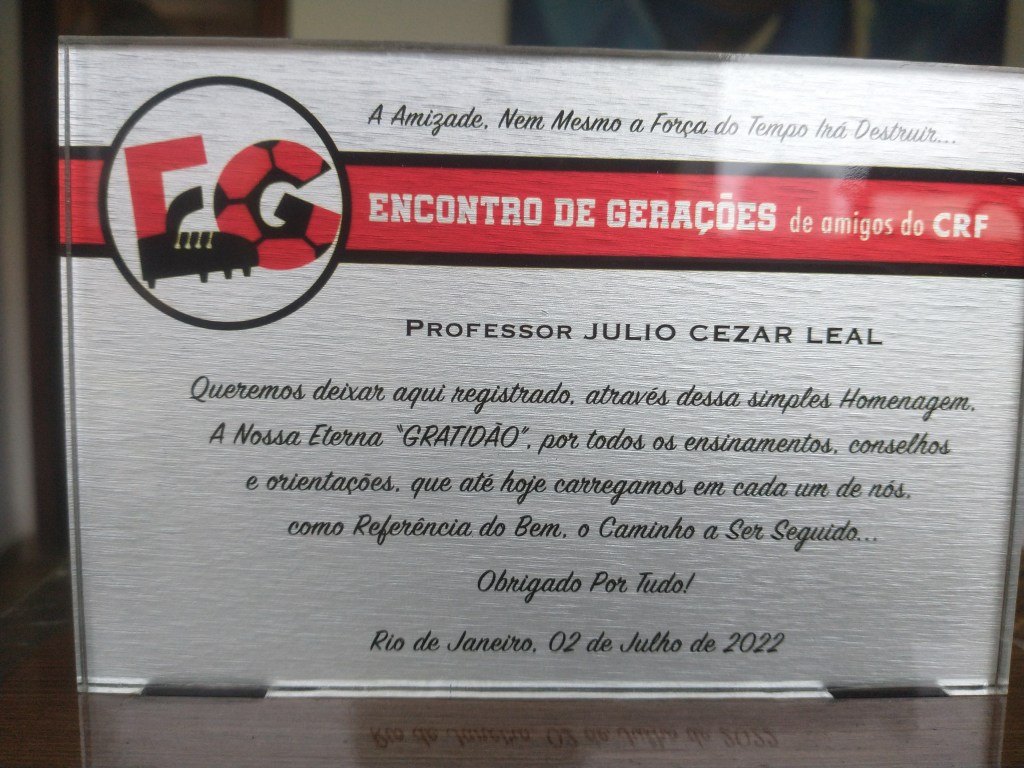 A Amizade, Nem Mesmo a Força do Tempo Irá Destruir...
EG
ENCONTRO DE GERAÇÕES de amigos do CRF
PROFESSOR JULIO CEZAR LEAL
Queremos deixar aqui registrado, através dessa simples Homenagem,
A Nossa Eterna "GRATIDÃO", por todos os ensinamentos, conselhos
e orientações, que até hoje carregamos em cada um de nós,
como Referência do Bem, o Caminho a Ser Seguido...
Obrigado Por Tudo!
Rio de Janeiro, 02 de Julho de 2022